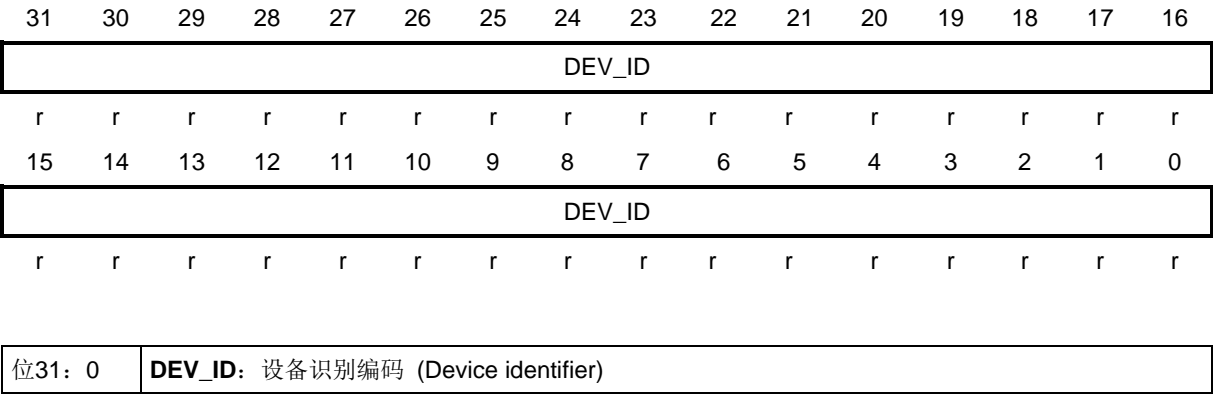 31 30 29 28 27 26 25 24 23 22 21 20 19 18 17 16
DEV_ID
r r r r r r r r r r r r r r r r
15 14 13 12 11 10 9 8 7 6 5 4 3 2 1 0
DEV_ID
r r r r r r r r r r r r r r r r
位31：0 DEV_ID：设备识别编码 (Device identifier)